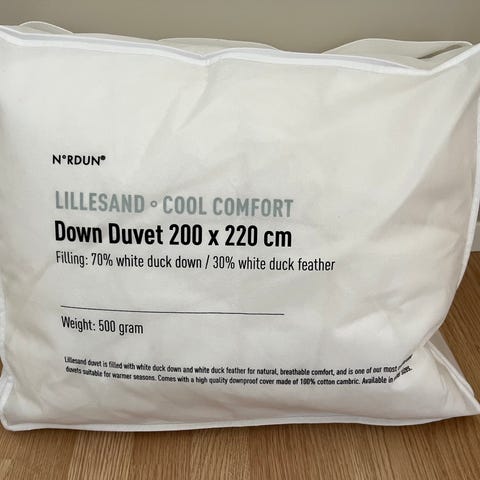 N°RDUN®
LILLESAND ∘ COOL COMFORT
Down Duvet 200 x 220 cm
Filling: 70% white duck down / 30% white duck feather
Weight: 500 gram
Lillesand duvet is filled with white duck down and white duck feather for natural, breathable comfort, and is one of our most
duvets suitable for warmer seasons. Comes with a high quality downproof cover made of 100% cotton cambric. Available in